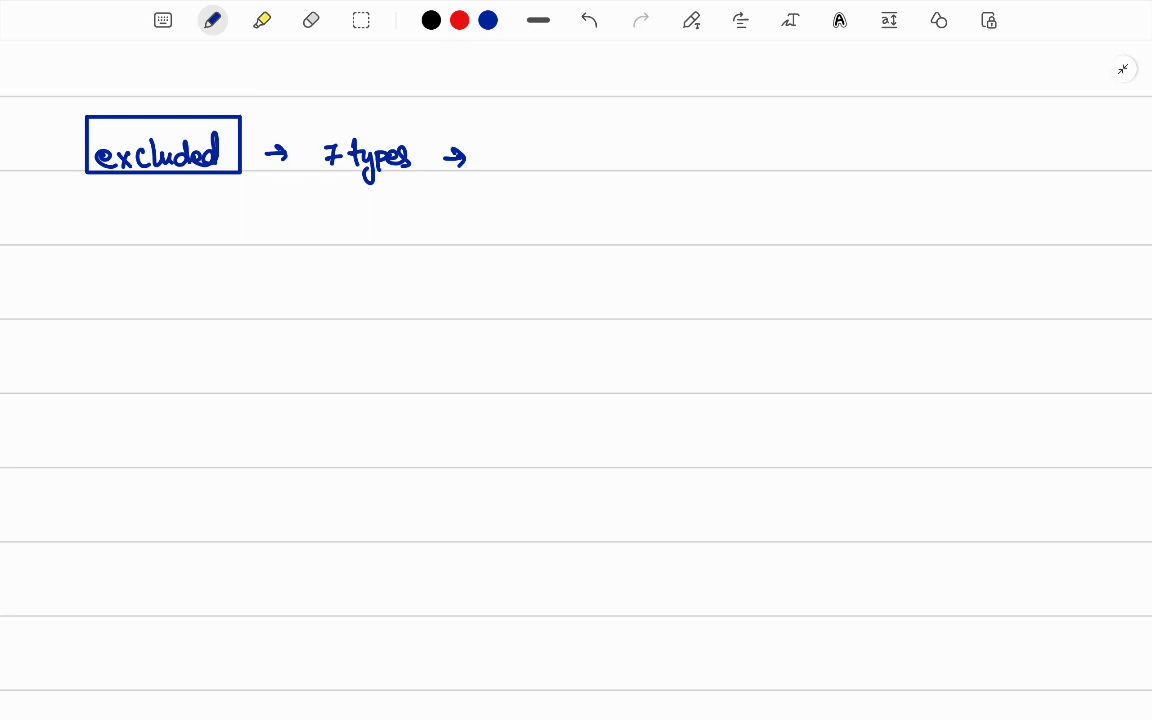 excluded → 7 types →